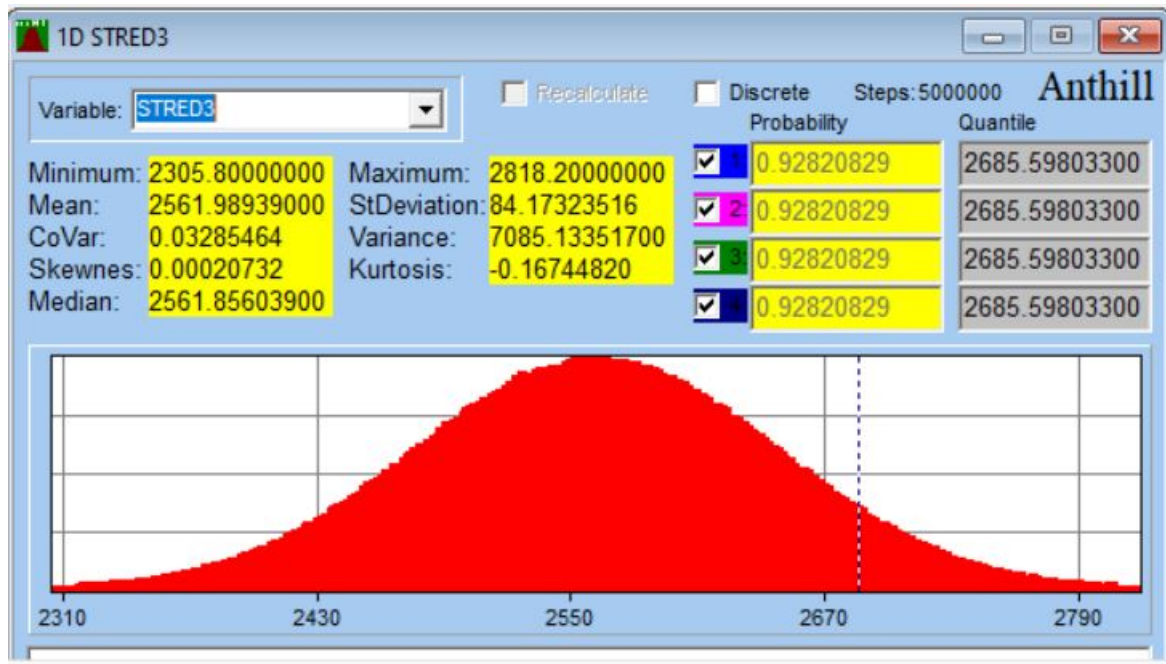 1D STRED3
Variable: STRED3
Recalculate
Discrete Steps:5000000 Anthill
Probability Quantile
Minimum: 2305.80000000 Maximum: 2818.20000000
Mean: 2561.98939000 StDeviation: 84.17323516
CoVar: 0.03285464 Variance: 7085.13351700
Skewnes: 0.00020732 Kurtosis: -0.16744820
Median: 2561.85603900
1: 0.92820829 2685.59803300
2: 0.92820829 2685.59803300
3: 0.92820829 2685.59803300
4: 0.92820829 2685.59803300
2310 2430 2550 2670 2790